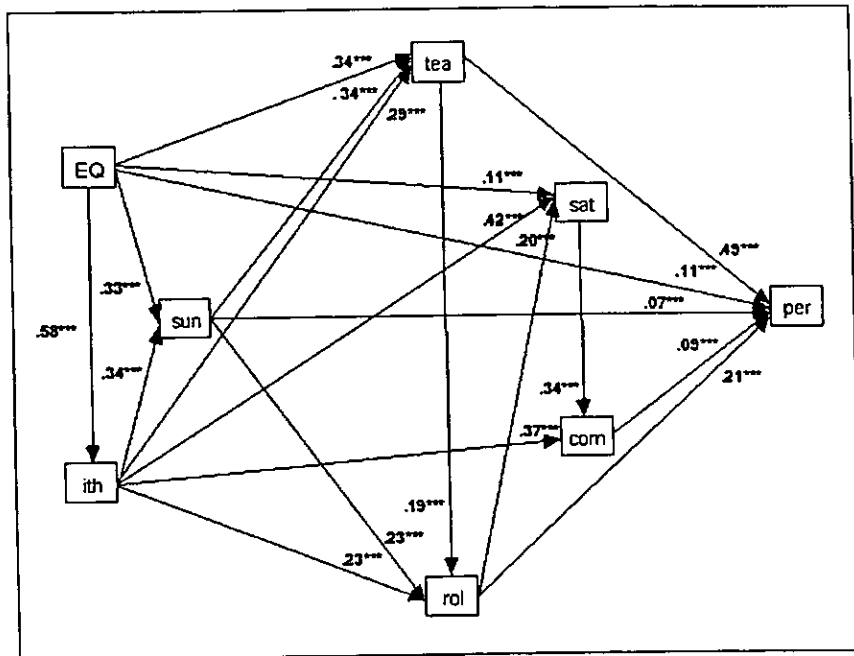 .34***
tea
.34***
.29***
EQ
.11***
sat
.42***
.20***
.49***
.11***
.33***
sun
.07***
per
.58***
.34***
.09***
.34***
.21***
com
.37***
ith
.19***
.23***
.23***
rol